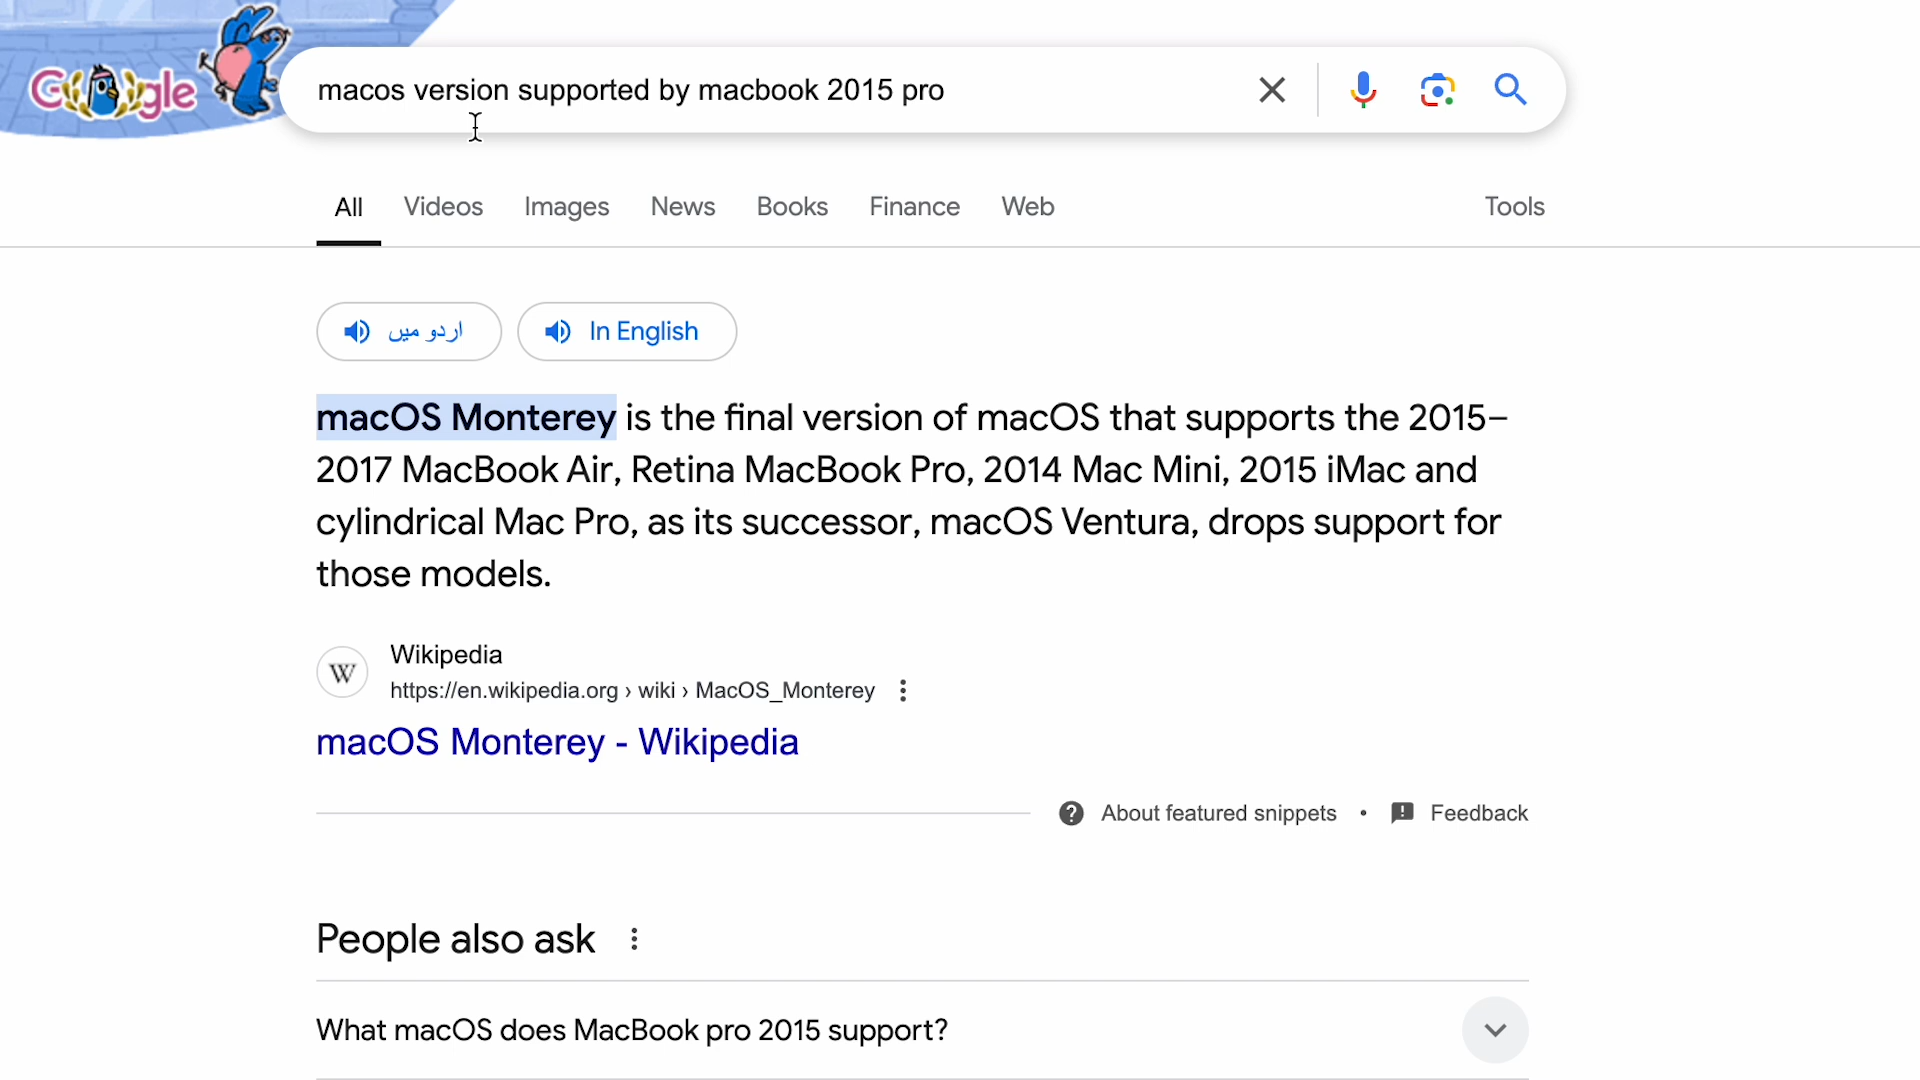 Google
macos version supported by macbook 2015 pro
All Videos Images News Books Finance Web Tools
اردو میں In English
macOS Monterey is the final version of macOS that supports the 2015–
2017 MacBook Air, Retina MacBook Pro, 2014 Mac Mini, 2015 iMac and
cylindrical Mac Pro, as its successor, macOS Ventura, drops support for
those models.
W Wikipedia
https://en.wikipedia.org › wiki › MacOS_Monterey
macOS Monterey - Wikipedia
About featured snippets • Feedback
People also ask
What macOS does MacBook pro 2015 support?